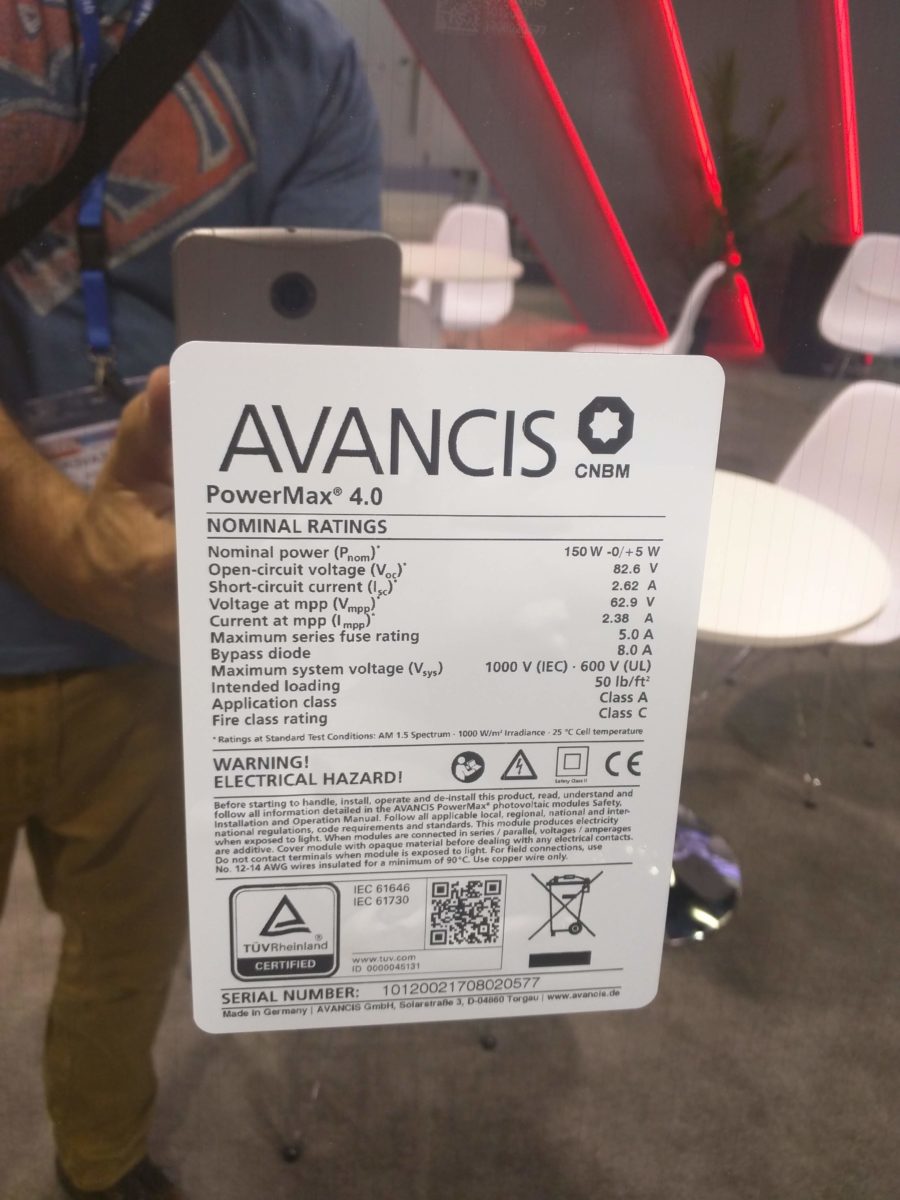 AVANCIS
CNBM
PowerMax® 4.0
NOMINAL RATINGS
Nominal power (Pnom)* 150 W -0/+5 W
Open-circuit voltage (Voc)* 82.6 V
Short-circuit current (Isc)* 2.62 A
Voltage at mpp (Vmpp)* 62.9 V
Current at mpp (Impp)* 2.38 A
Maximum series fuse rating 5.0 A
Bypass diode 8.0 A
Maximum system voltage (Vsys) 1000 V (IEC) · 600 V (UL)
Intended loading 50 lb/ft²
Application class Class A
Fire class rating Class C
*Ratings at Standard Test Conditions: AM 1.5 Spectrum · 1000 W/m² Irradiance · 25 °C Cell temperature
WARNING!
ELECTRICAL HAZARD!
Safety Class II
CE
Before starting to handle, install, operate and de-install this product, read, understand and
follow all information detailed in the AVANCIS PowerMax® photovoltaic modules Safety,
Installation and Operation Manual. Follow all applicable local, regional, national and inter-
national regulations, code requirements and standards. This module produces electricity
when exposed to light. When modules are connected in series / parallel, voltages / amperages
are additive. Cover module with opaque material before dealing with any electrical contacts.
Do not contact terminals when module is exposed to light. For field connections, use
No. 12-14 AWG wires insulated for a minimum of 90°C. Use copper wire only.
TÜVRheinland®
CERTIFIED
IEC 61646
IEC 61730
www.tuv.com
ID 0000045131
SERIAL NUMBER: 10120021708020577
Made in Germany | AVANCIS GmbH, Solarstraße 3, D-04860 Torgau | www.avancis.de